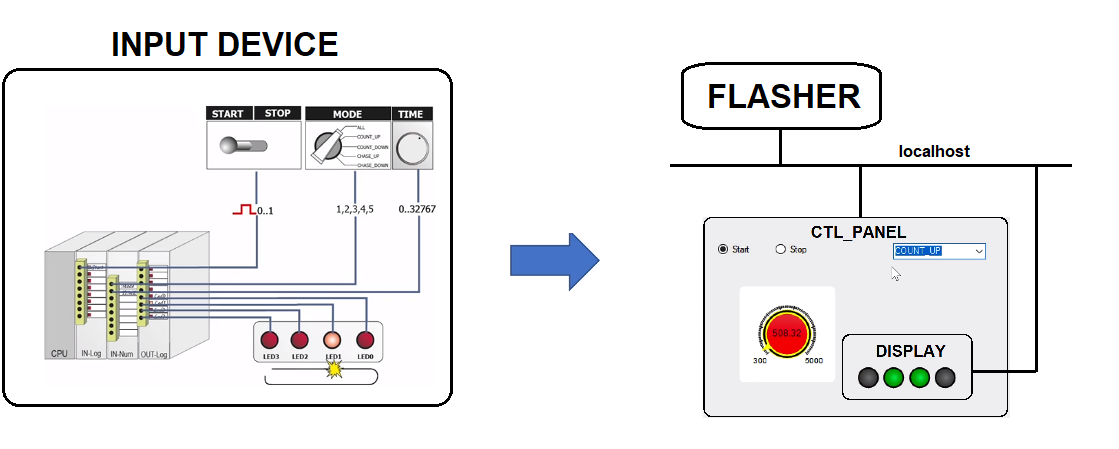 INPUT DEVICE
START STOP MODE TIME
ALL
COUNT_UP
COUNT_DOWN
CHASE_UP
CHASE_DOWN
0..1
1,2,3,4,5
0..32767
CPU IN-Log IN-Num OUT-Log
LED3 LED2 LED1 LED0
FLASHER
localhost
CTL_PANEL
Start Stop COUNT_UP
508.32
300 5000
DISPLAY